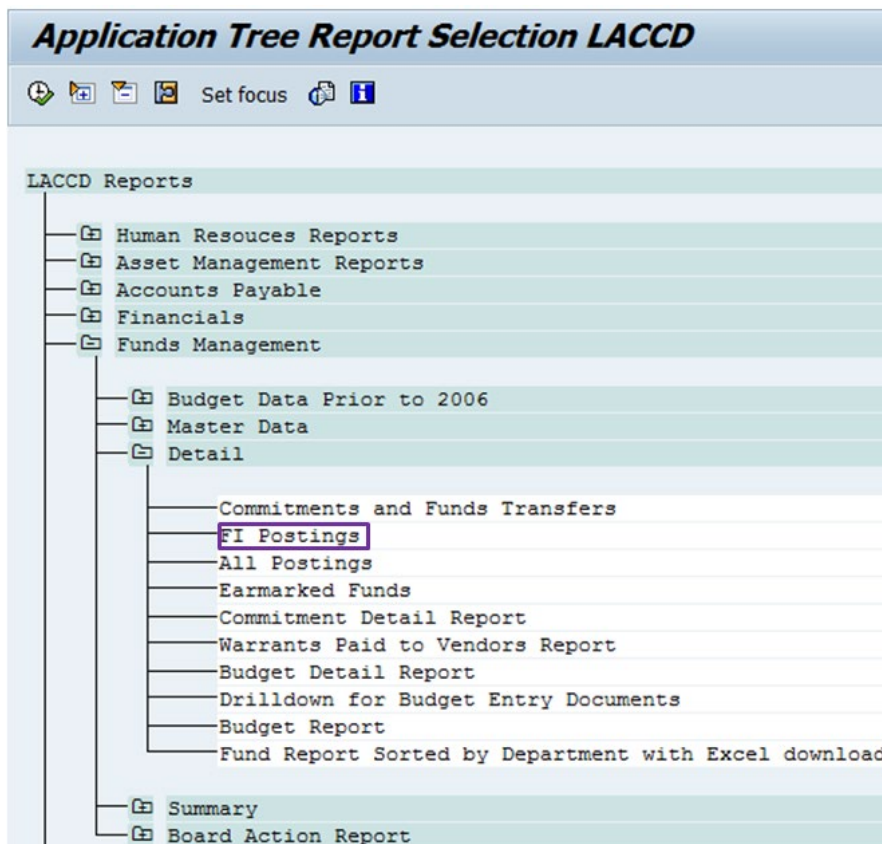 Application Tree Report Selection LACCD
Set focus
LACCD Reports
Human Resouces Reports
Asset Management Reports
Accounts Payable
Financials
Funds Management
Budget Data Prior to 2006
Master Data
Detail
Commitments and Funds Transfers
FI Postings
All Postings
Earmarked Funds
Commitment Detail Report
Warrants Paid to Vendors Report
Budget Detail Report
Drilldown for Budget Entry Documents
Budget Report
Fund Report Sorted by Department with Excel download
Summary
Board Action Report